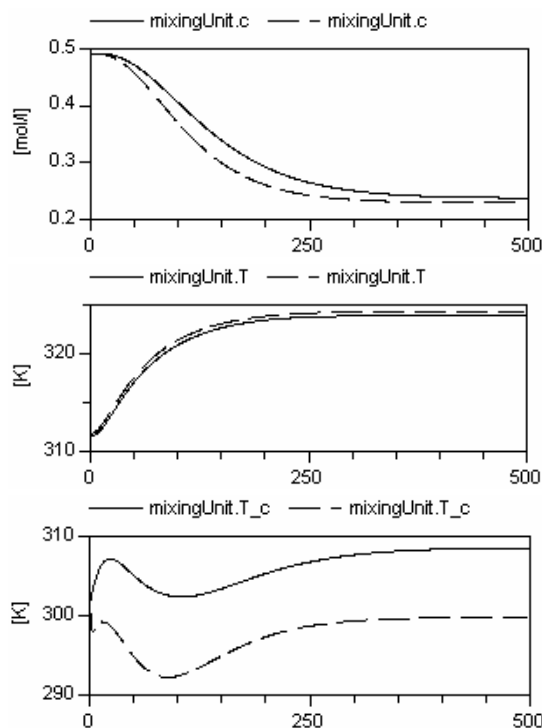 mixingUnit.c mixingUnit.c
0.5
0.4
0.3
0.2
[mol/l]
0 250 500
mixingUnit.T mixingUnit.T
320
310
[K]
0 250 500
mixingUnit.T_c mixingUnit.T_c
310
300
290
[K]
0 250 500